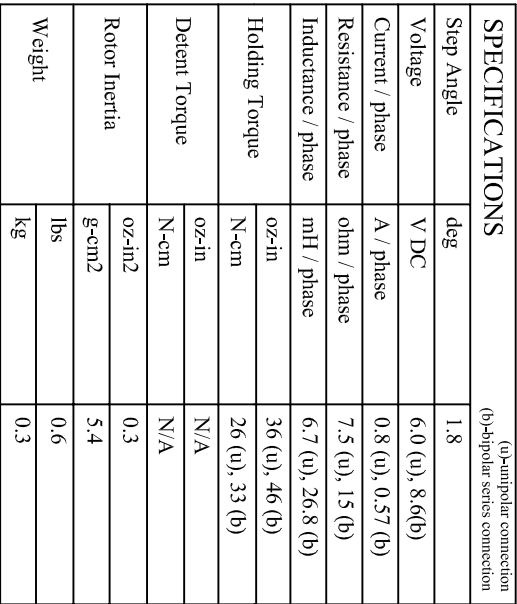 SPECIFICATIONS
(u)-unipolar connection
(b)-bipolar series connection
Step Angle deg 1.8
Voltage V DC 6.0 (u), 8.6(b)
Current / phase A / phase 0.8 (u), 0.57 (b)
Resistance / phase ohm / phase 7.5 (u), 15 (b)
Inductance / phase mH / phase 6.7 (u), 26.8 (b)
Holding Torque oz-in 36 (u), 46 (b)
N-cm 26 (u), 33 (b)
Detent Torque oz-in N/A
N-cm N/A
Rotor Inertia oz-in2 0.3
g-cm2 5.4
Weight lbs 0.6
kg 0.3